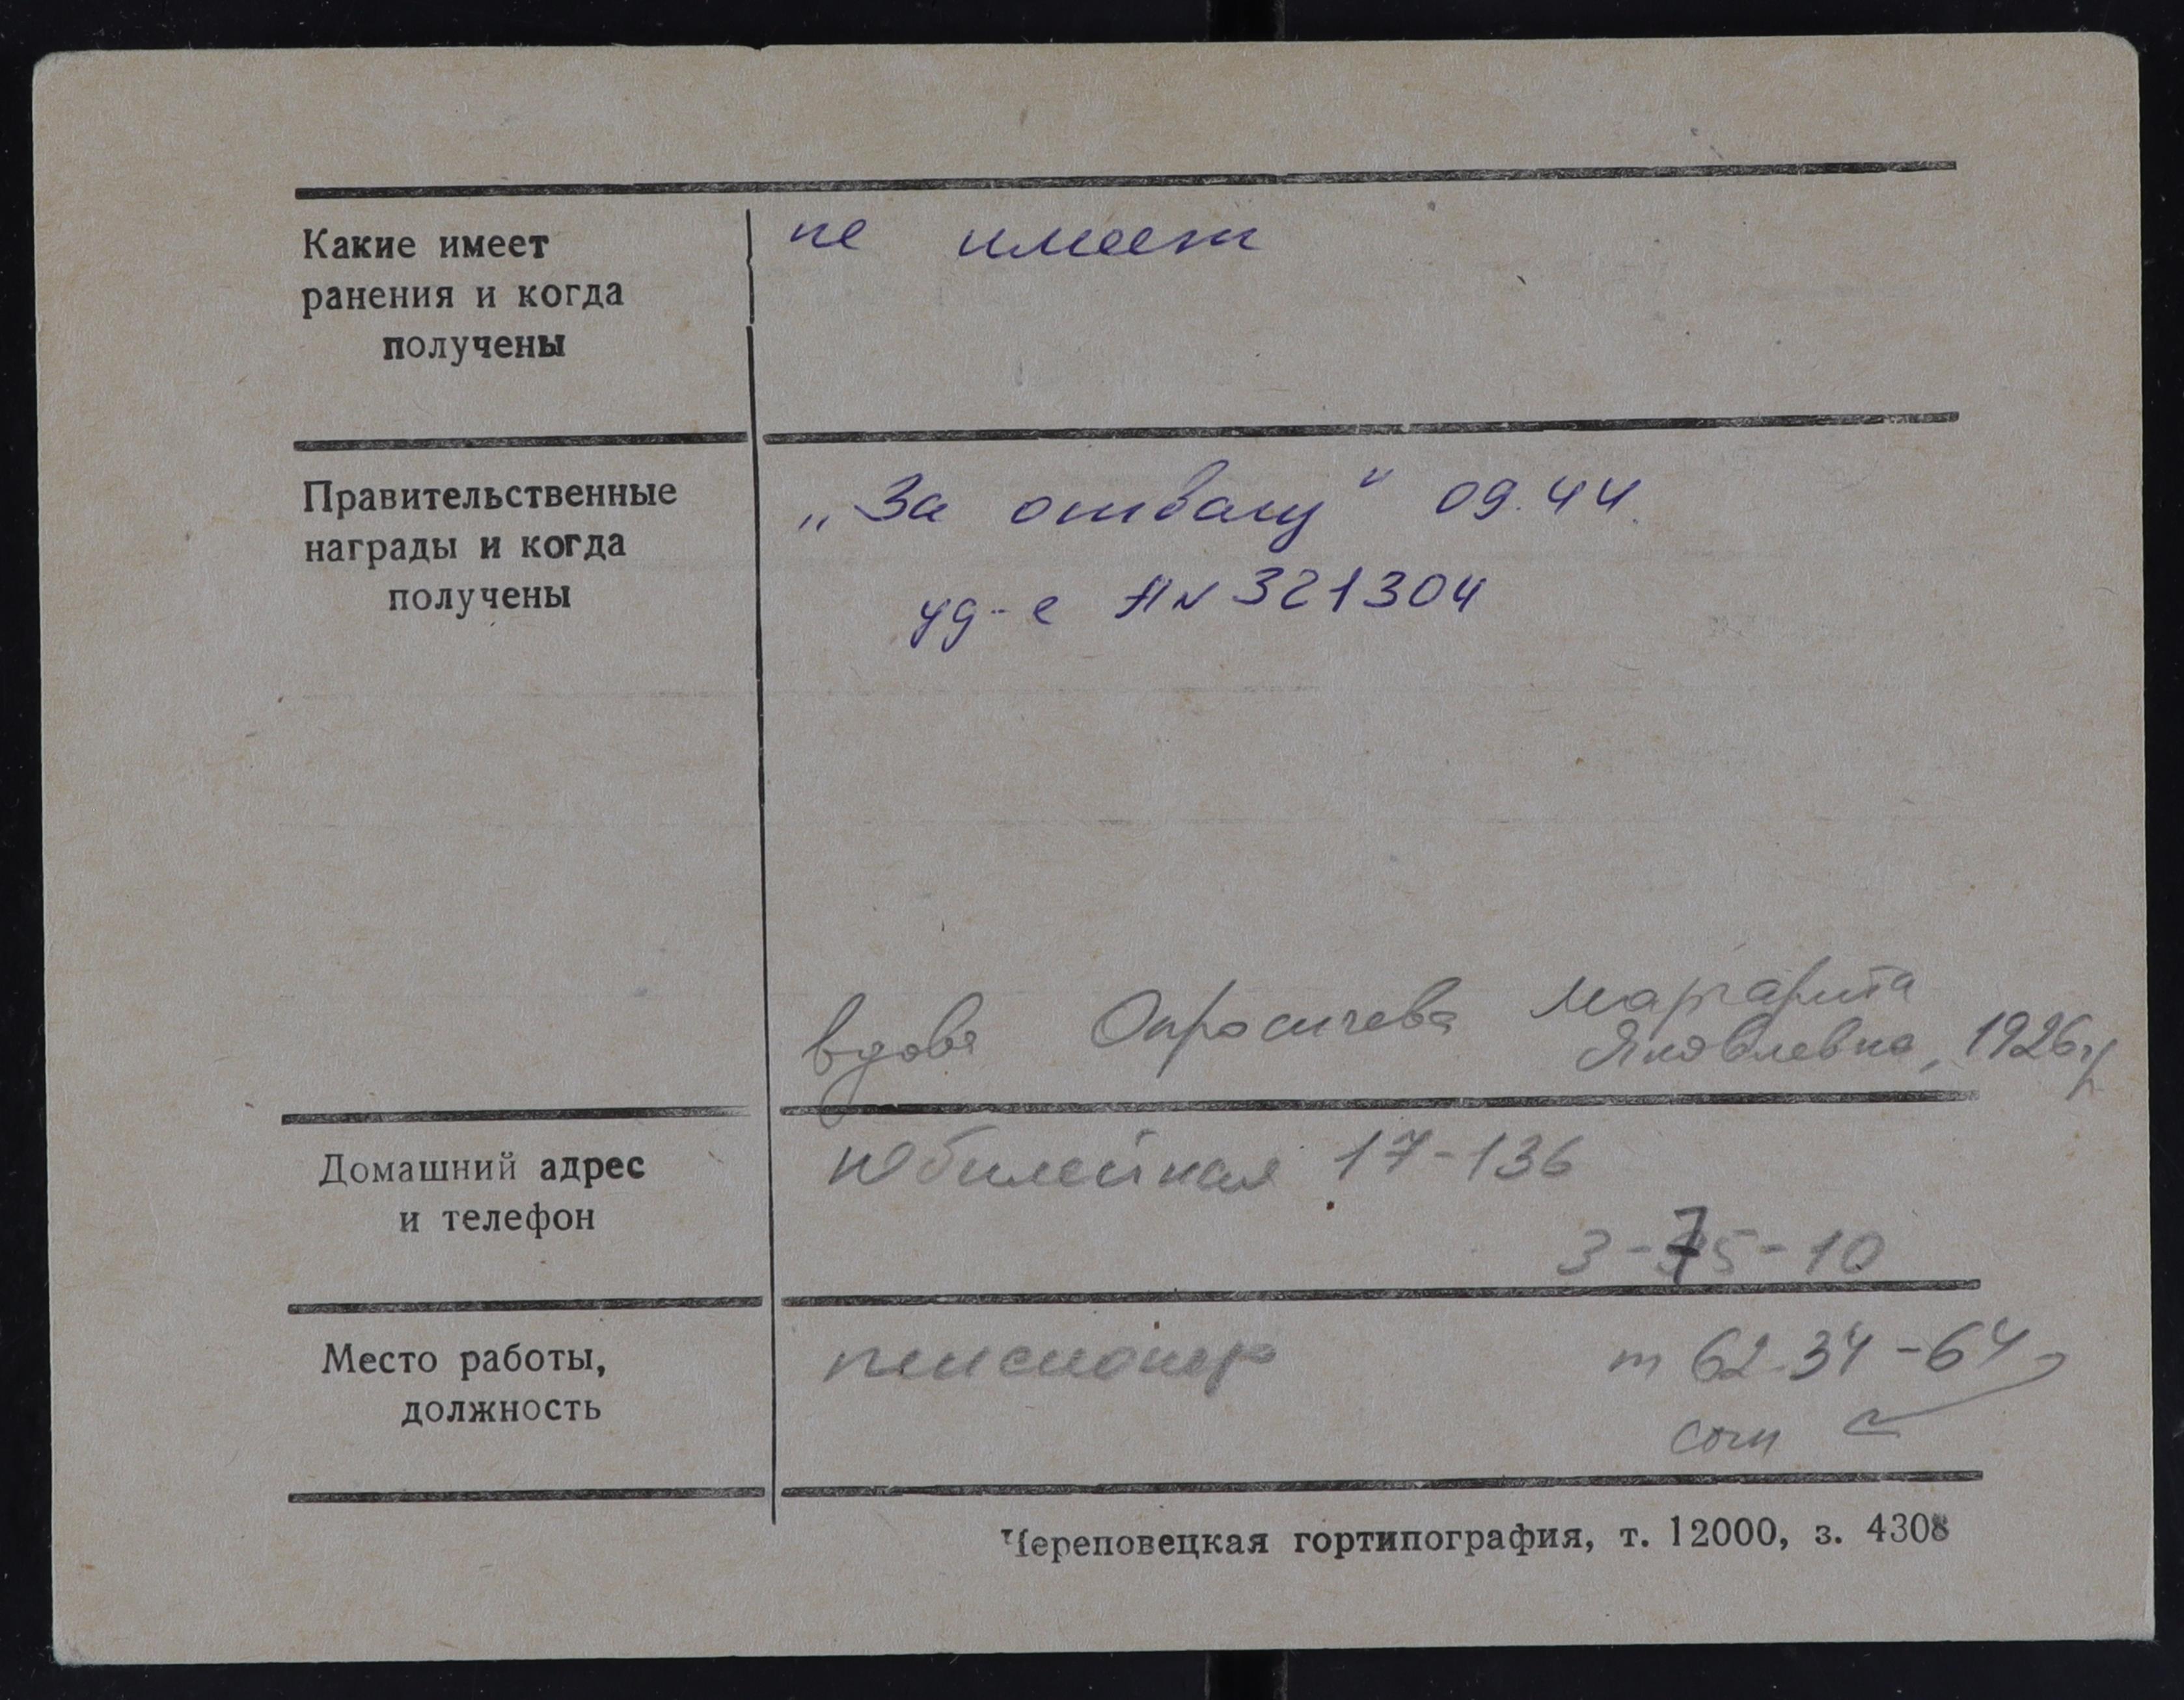 Какие имеет
ранения и когда
получены
не имеет
Правительственные
награды и когда
получены
„За отвагу“ 09.44.
уд-е А№ 321304
вдова Опросичева Маргарита
Яковлевна, 1926 г/р
Домашний адрес
и телефон
Юбилейная 17-136
3-75-10
Место работы,
должность
пенсионер
т 62-34-64
Череповецкая гортипография, т. 12000, з. 4308